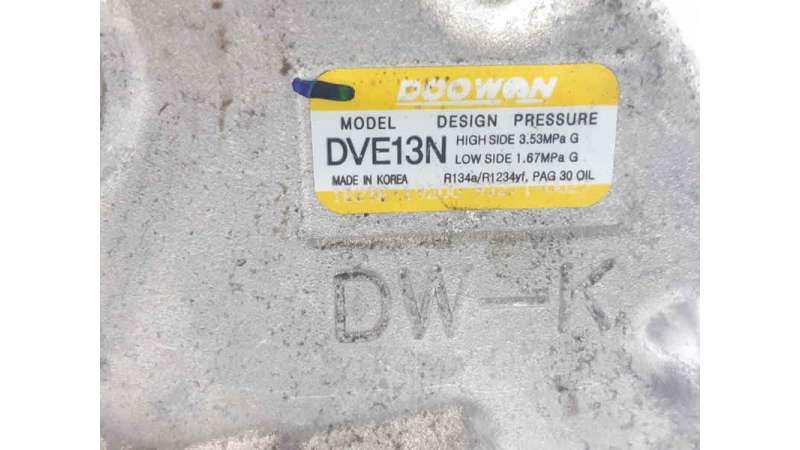 DOOWON
MODEL DESIGN PRESSURE
DVE13N HIGH SIDE 3.53MPa G
LOW SIDE 1.67MPa G
MADE IN KOREA R134a/R1234yf, PAG 30 OIL
DW-K